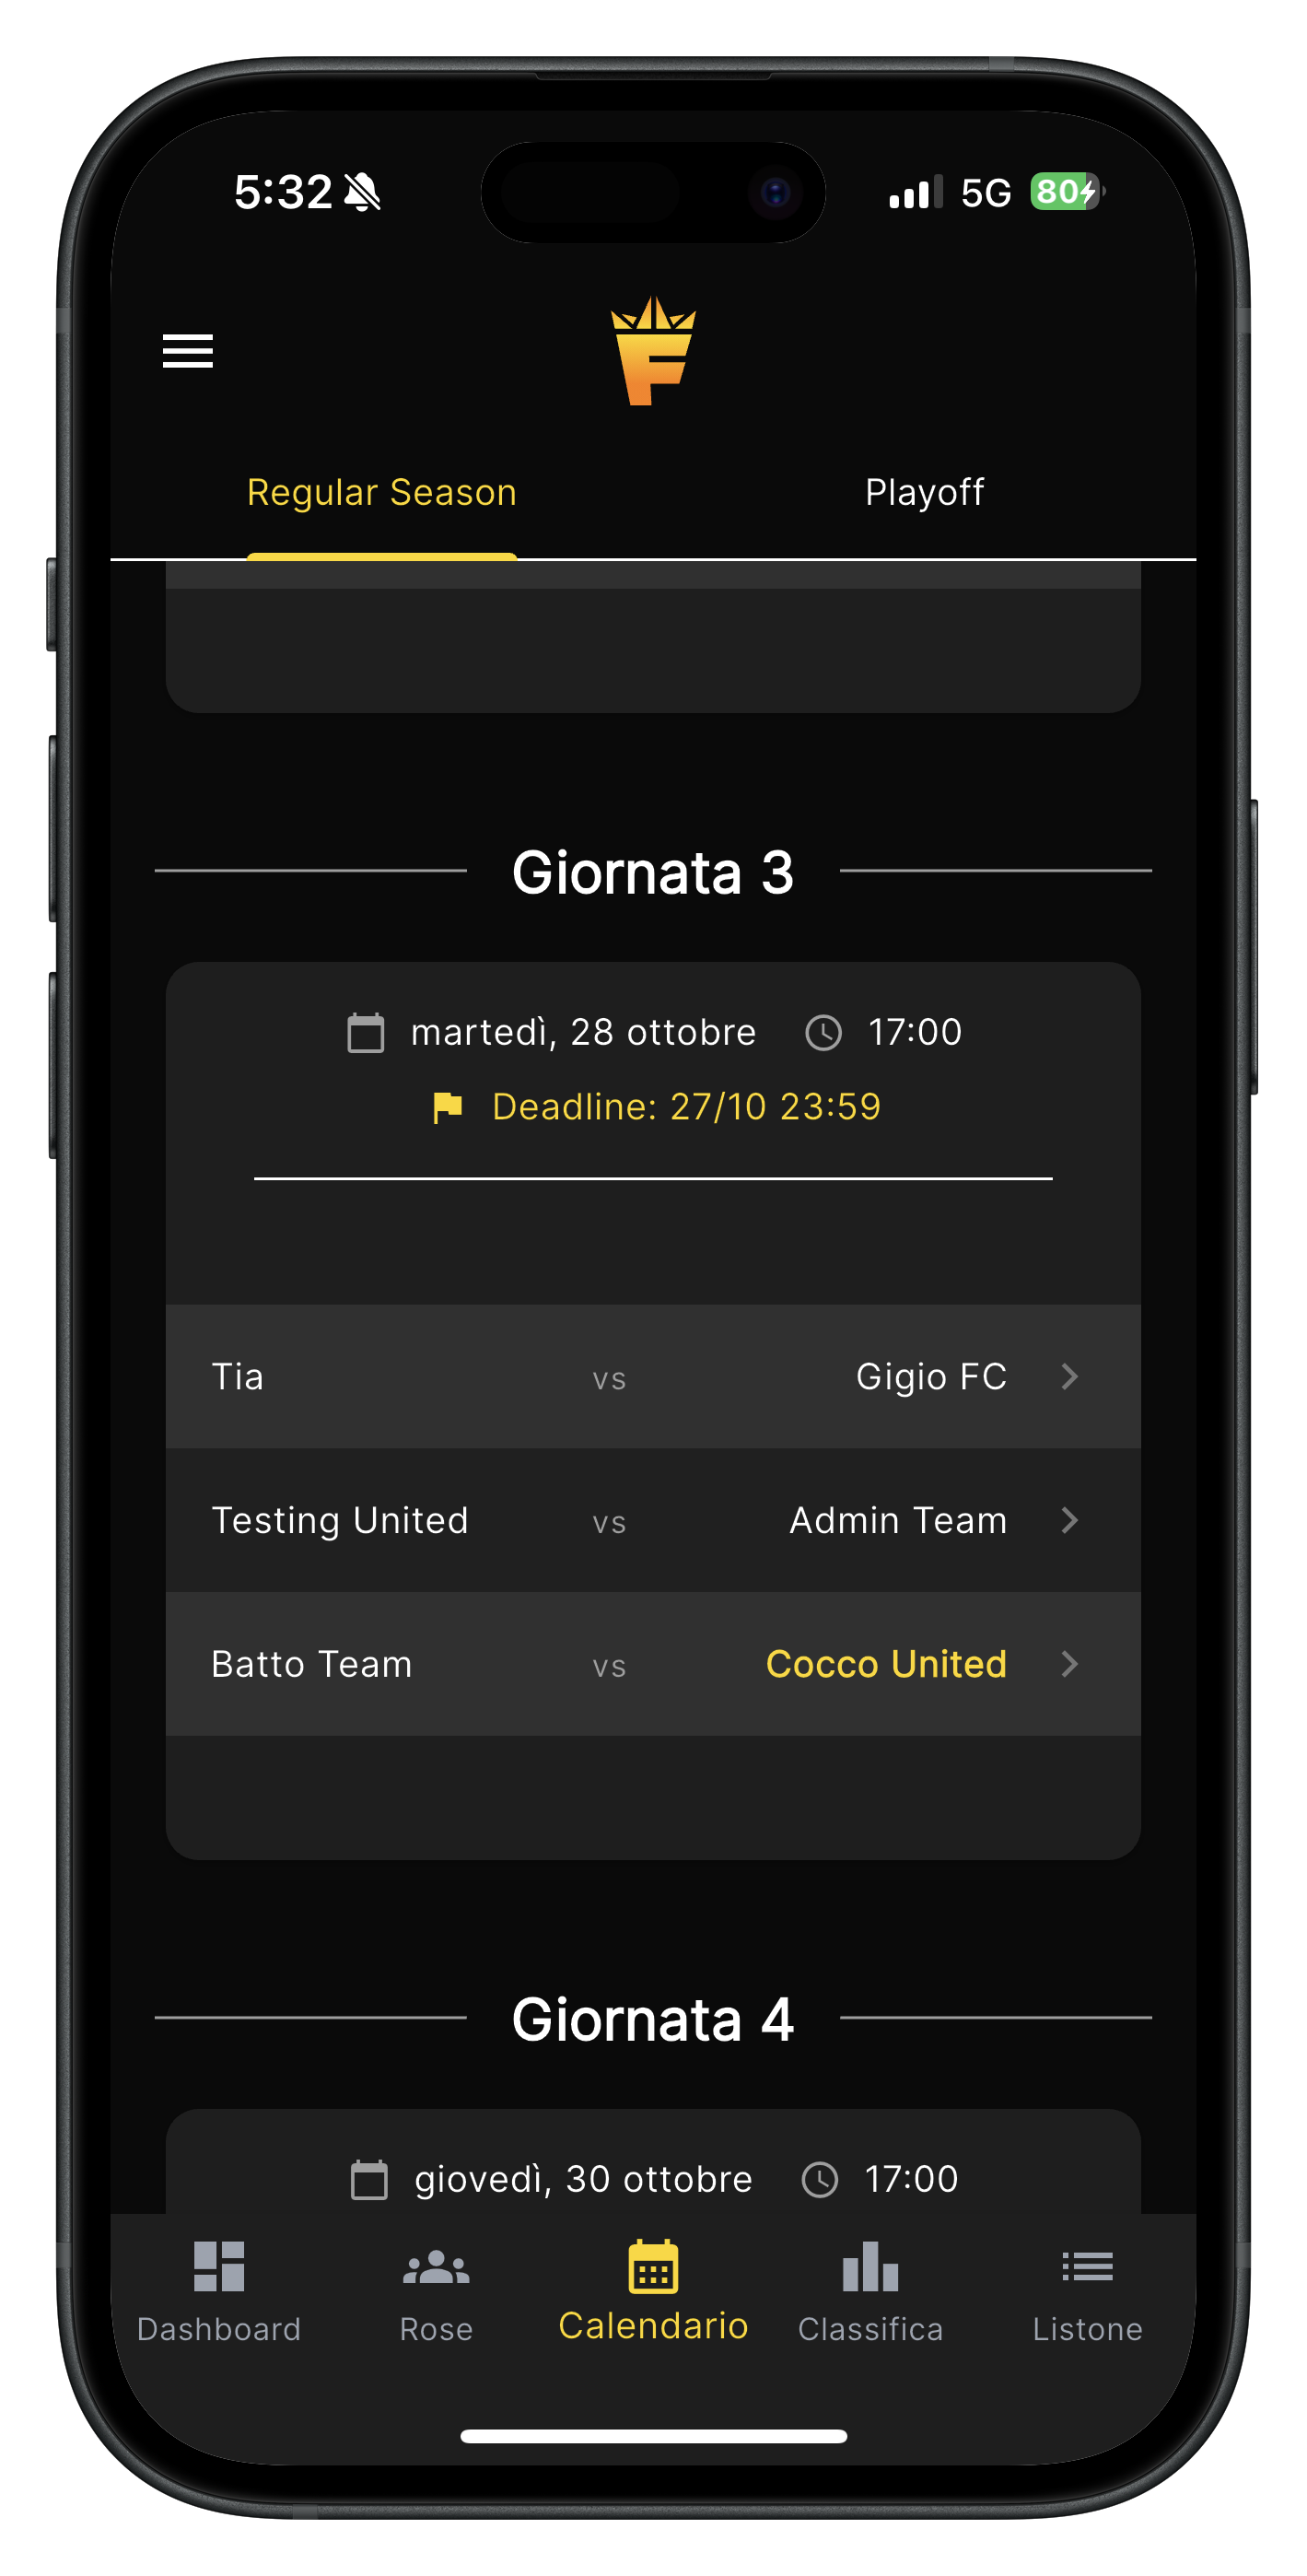 5:32 5G 80
F
Regular Season Playoff
Giornata 3
martedì, 28 ottobre 17:00
Deadline: 27/10 23:59
Tia vs Gigio FC
Testing United vs Admin Team
Batto Team vs Cocco United
Giornata 4
giovedì, 30 ottobre 17:00
Dashboard Rose Calendario Classifica Listone